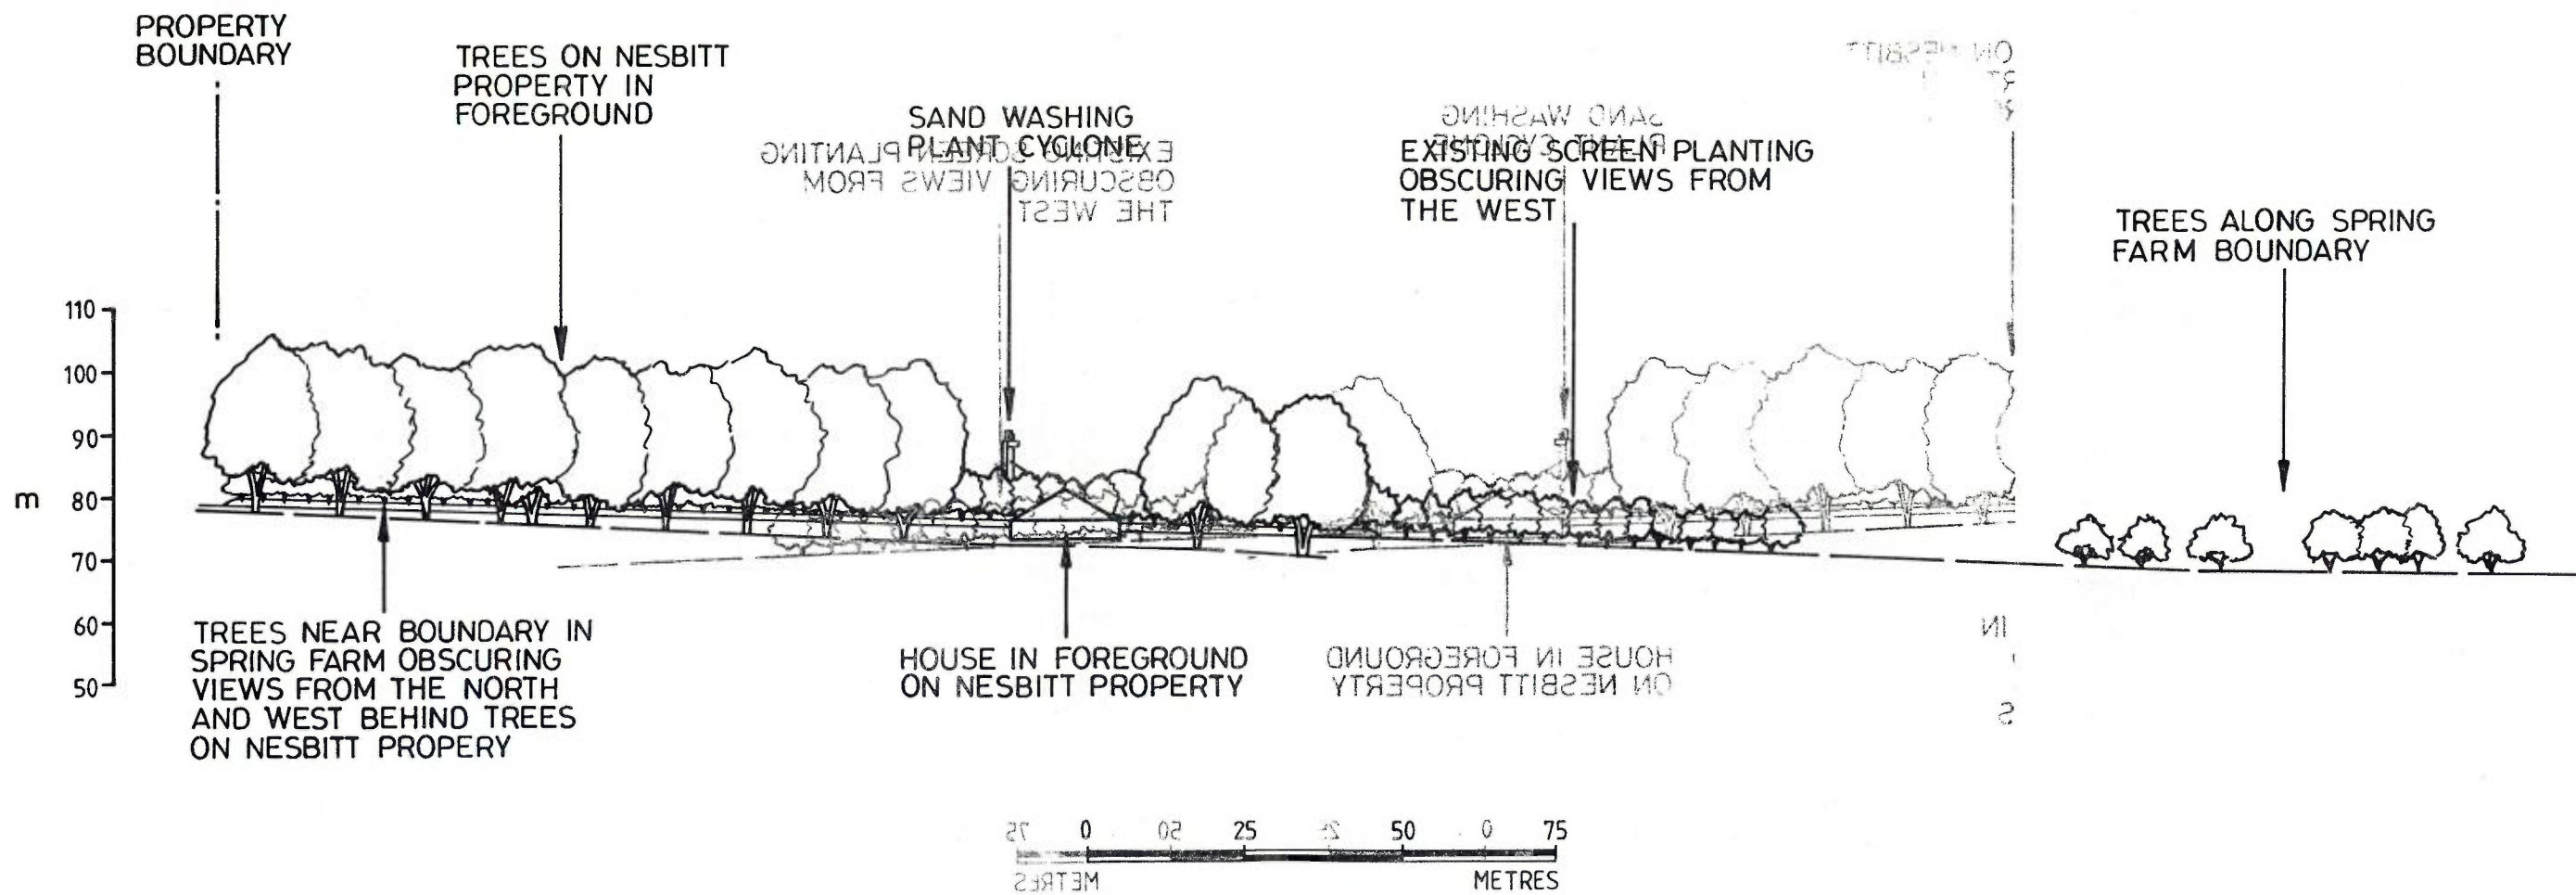 PROPERTY
BOUNDARY
TREES ON NESBITT
PROPERTY IN
FOREGROUND
SAND WASHING
PLANT CYCLONE
EXISTING SCREEN PLANTING
OBSCURING VIEWS FROM
THE WEST
TREES ALONG SPRING
FARM BOUNDARY
110
100
90
m 80
70
60
50
TREES NEAR BOUNDARY IN
SPRING FARM OBSCURING
VIEWS FROM THE NORTH
AND WEST BEHIND TREES
ON NESBITT PROPERY
HOUSE IN FOREGROUND
ON NESBITT PROPERTY
0 25 50 75
METRES